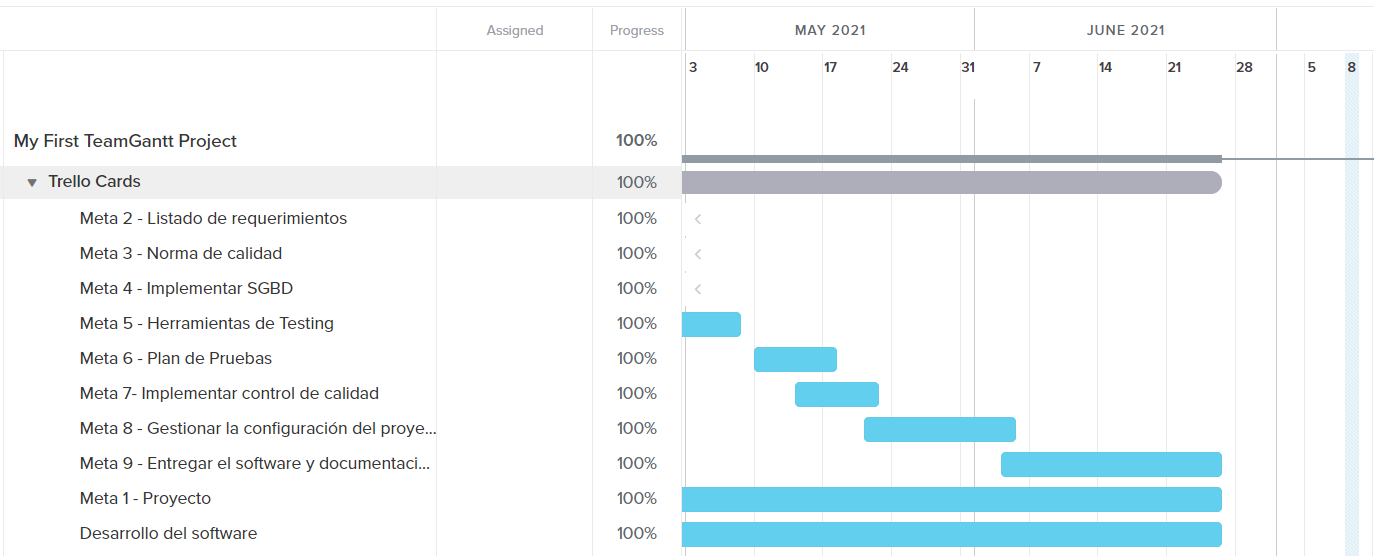 Assigned Progress MAY 2021 JUNE 2021
3 10 17 24 31 7 14 21 28 5 8
My First TeamGantt Project 100%
Trello Cards 100%
Meta 2 - Listado de requerimientos 100%
Meta 3 - Norma de calidad 100%
Meta 4 - Implementar SGBD 100%
Meta 5 - Herramientas de Testing 100%
Meta 6 - Plan de Pruebas 100%
Meta 7- Implementar control de calidad 100%
Meta 8 - Gestionar la configuración del proye... 100%
Meta 9 - Entregar el software y documentaci... 100%
Meta 1 - Proyecto 100%
Desarrollo del software 100%